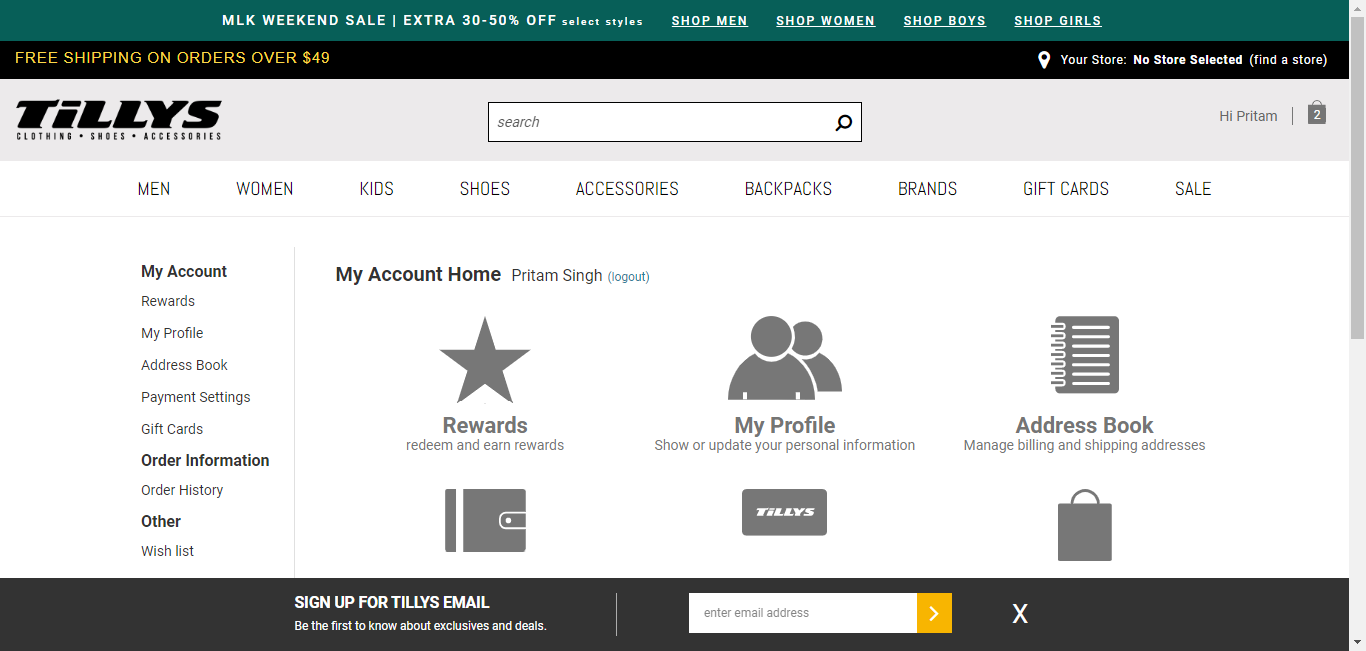 MLK WEEKEND SALE | EXTRA 30-50% OFF select styles SHOP MEN SHOP WOMEN SHOP BOYS SHOP GIRLS
FREE SHIPPING ON ORDERS OVER $49
Your Store: No Store Selected (find a store)
TiLLYS
CLOTHING • SHOES • ACCESSORIES
search
Hi Pritam
2
MEN WOMEN KIDS SHOES ACCESSORIES BACKPACKS BRANDS GIFT CARDS SALE
My Account
Rewards
My Profile
Address Book
Payment Settings
Gift Cards
Order Information
Order History
Other
Wish list
My Account Home Pritam Singh (logout)
Rewards
redeem and earn rewards
My Profile
Show or update your personal information
Address Book
Manage billing and shipping addresses
TiLLYS
SIGN UP FOR TILLYS EMAIL
Be the first to know about exclusives and deals.
enter email address
X